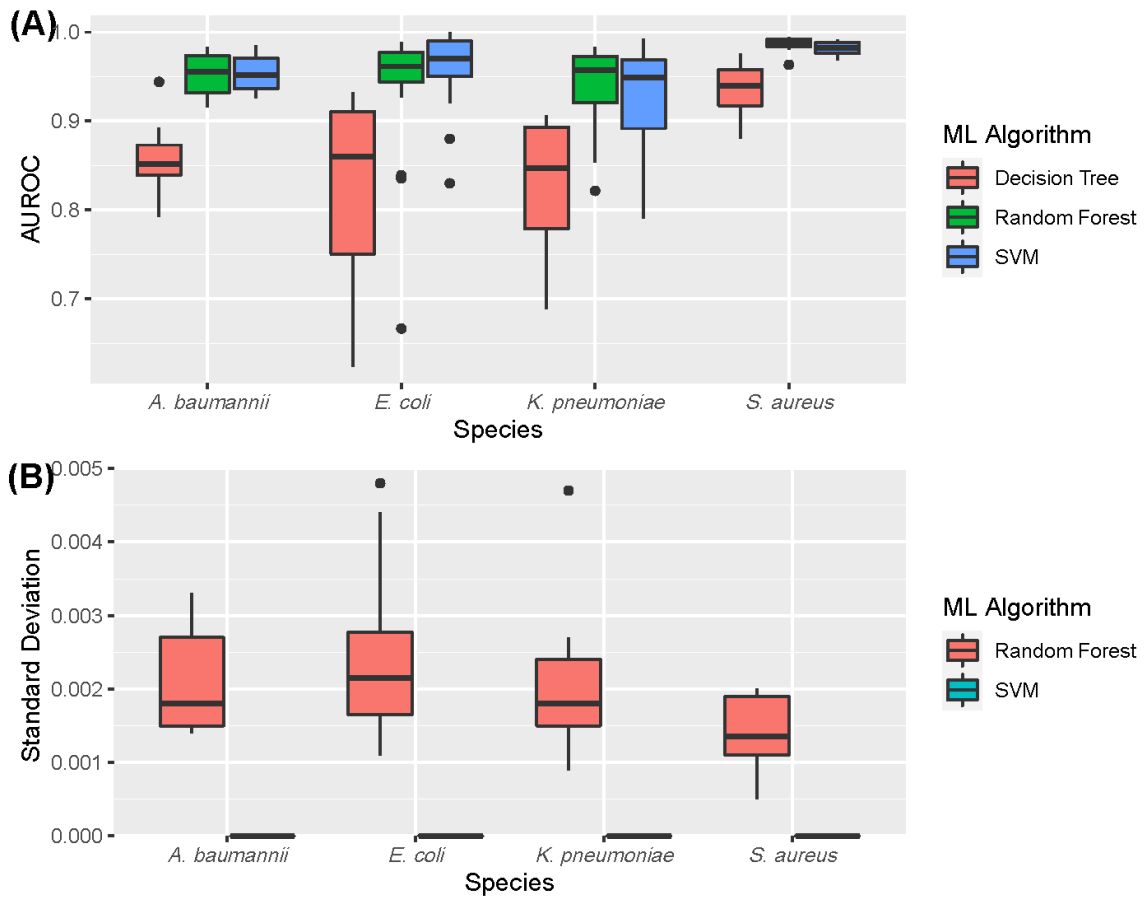 (A)
1.0
0.9
0.8
0.7
AUROC
A. baumannii
E. coli
K. pneumoniae
S. aureus
Species
ML Algorithm
Decision Tree
Random Forest
SVM
(B)
0.005
0.004
0.003
0.002
0.001
0.000
Standard Deviation
A. baumannii
E. coli
K. pneumoniae
S. aureus
Species
ML Algorithm
Random Forest
SVM